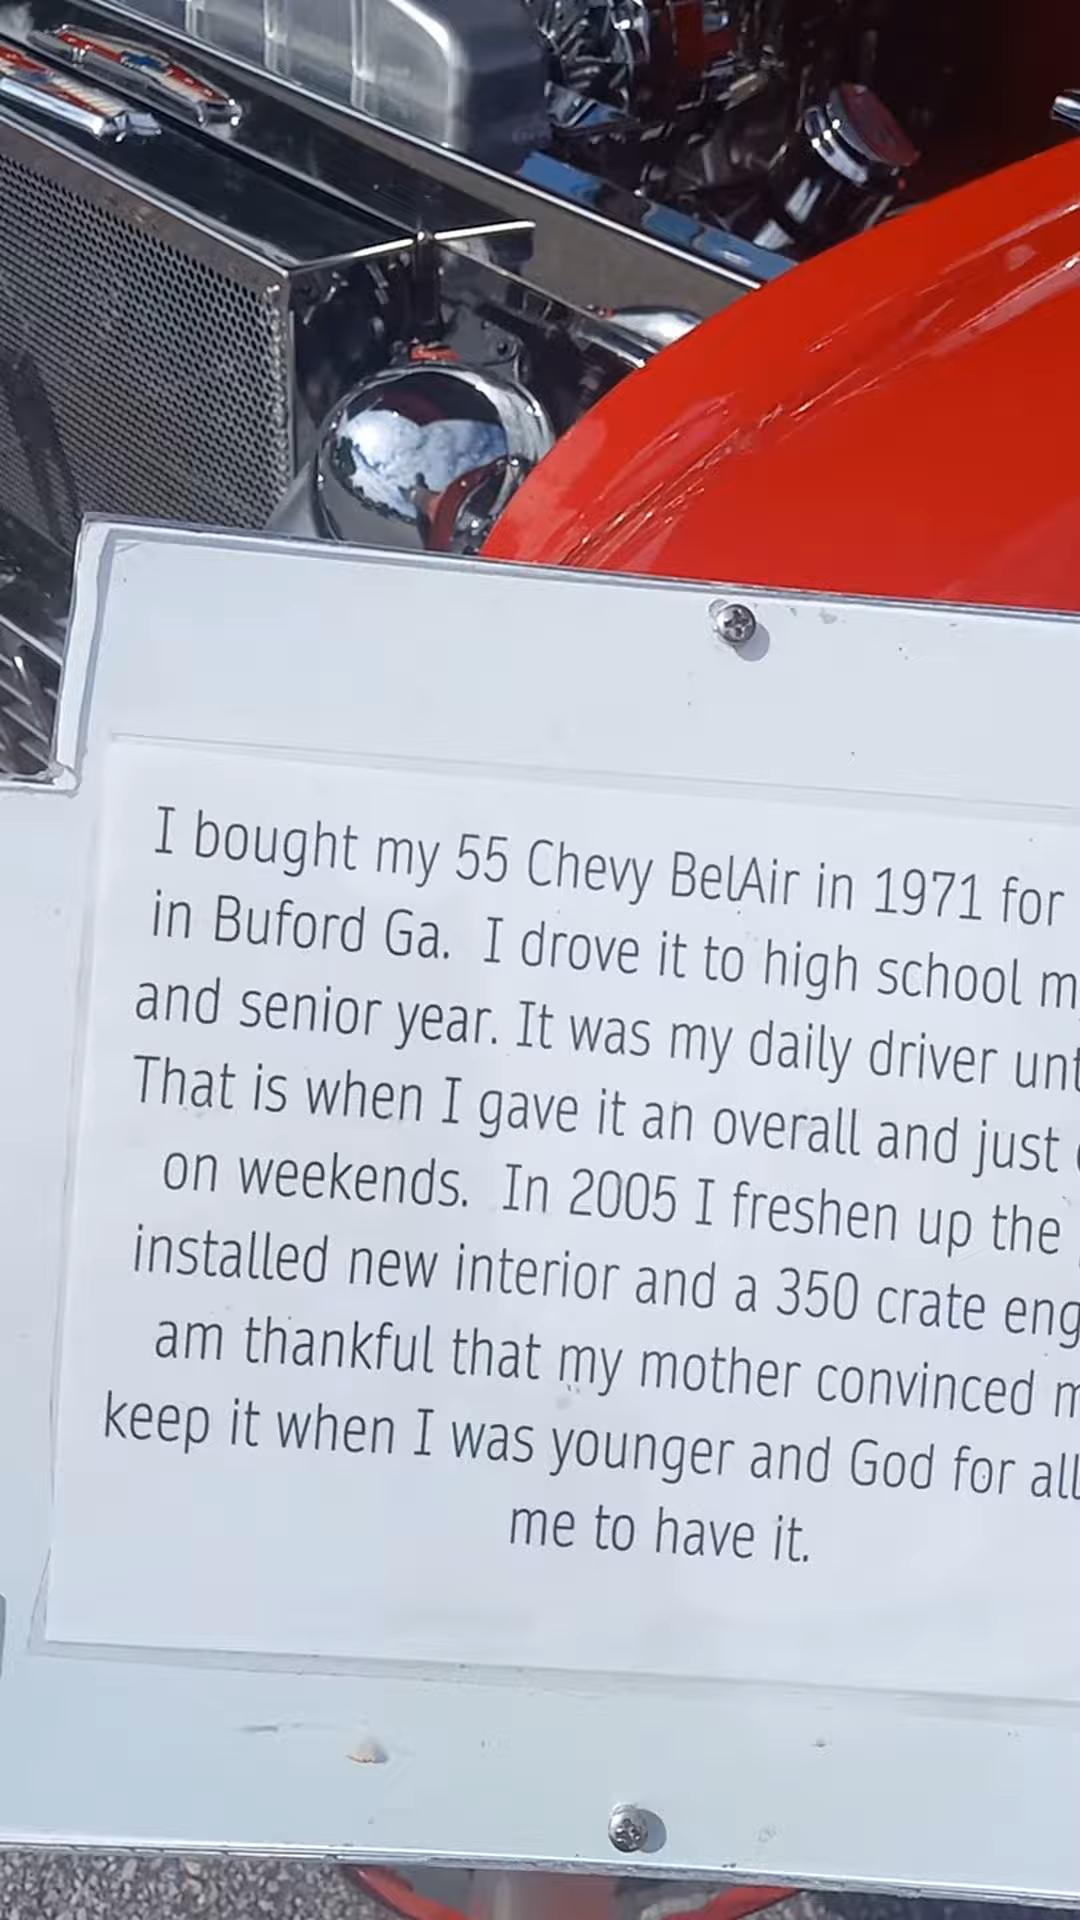 I bought my 55 Chevy BelAir in 1971 for
in Buford Ga. I drove it to high school
and senior year. It was my daily driver
That is when I gave it an overall and just
on weekends. In 2005 I freshen up the
installed new interior and a 350 crate
am thankful that my mother convinced
keep it when I was younger and God for
me to have it.